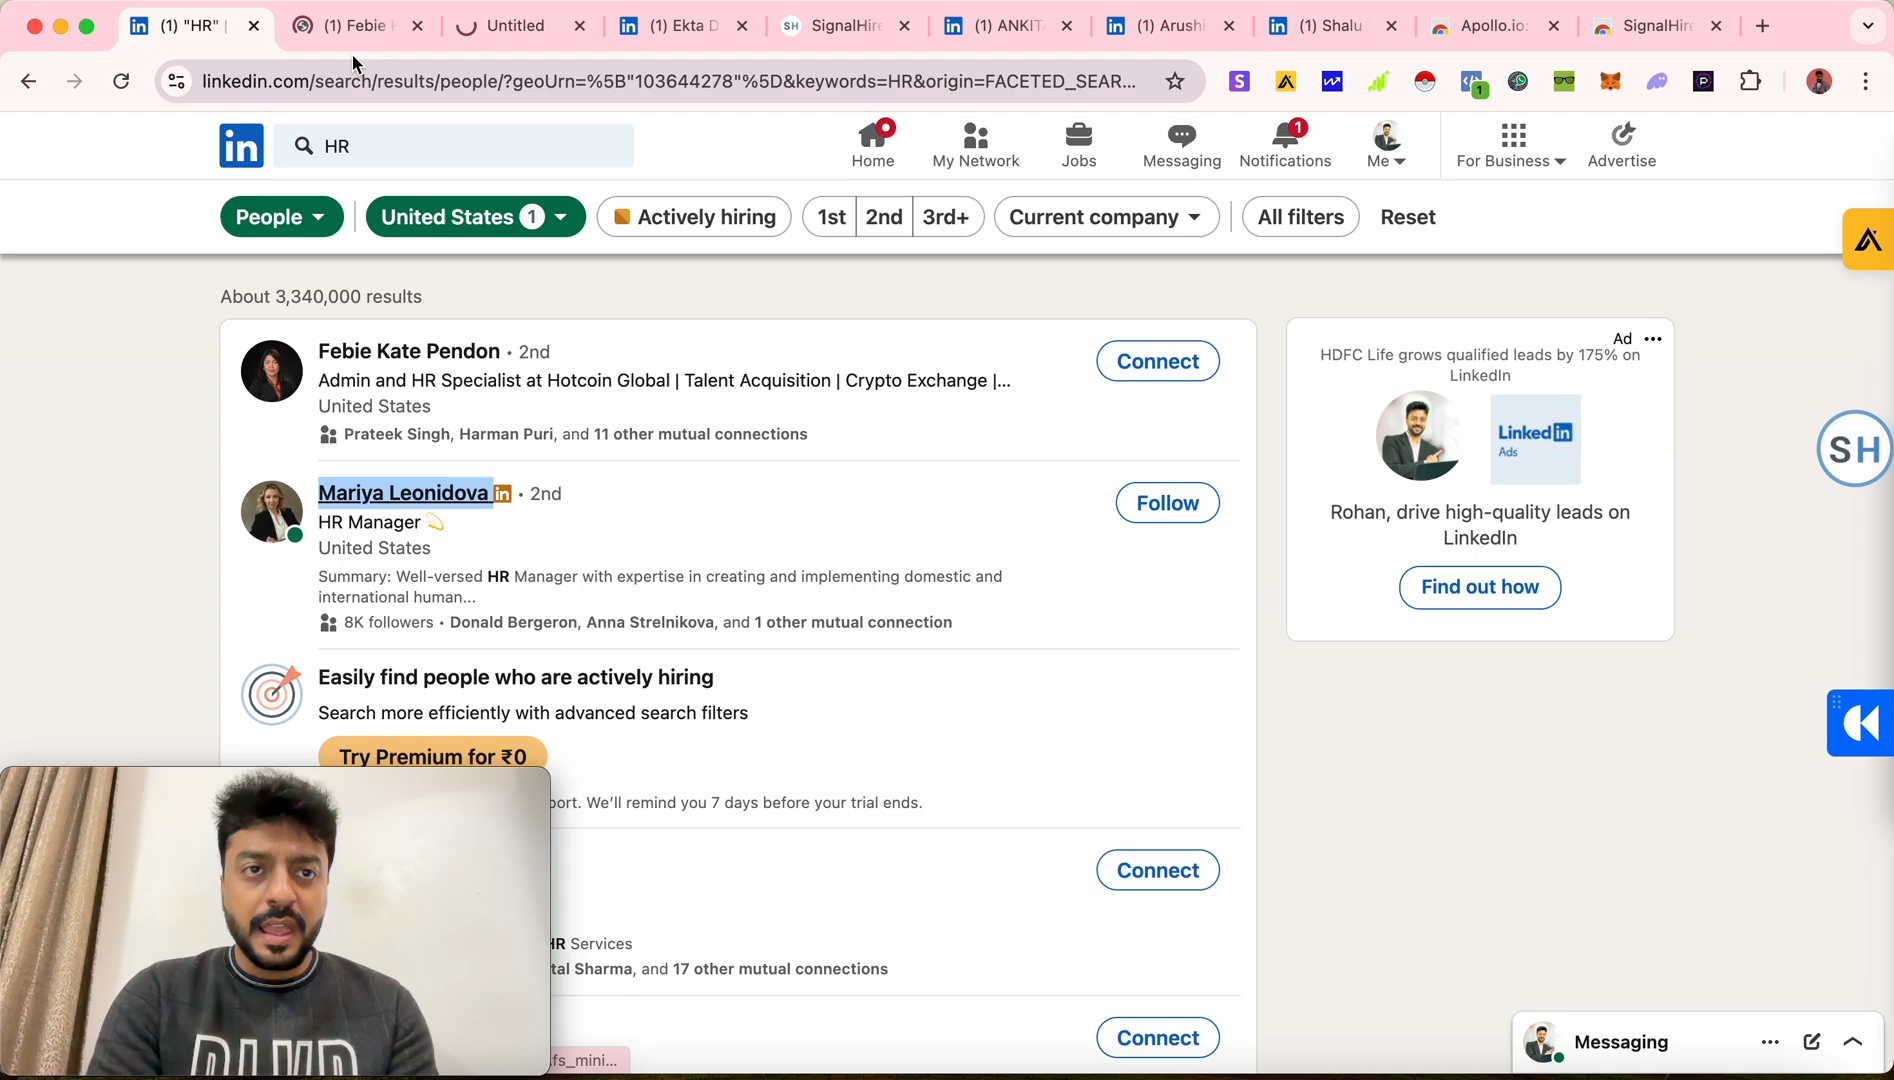 (1) "HR" |
(1) Febie
Untitled
(1) Ekta D
SH
SignalHire
(1) ANKIT
(1) Arushi
(1) Shalu
Apollo.io:
SignalHire
linkedin.com/search/results/people/?geoUrn=%5B"103644278"%5D&keywords=HR&origin=FACETED_SEAR...
1
in
HR
Home
My Network
Jobs
Messaging
1
Notifications
Me
For Business
Advertise
People
United States 1
Actively hiring
1st
2nd
3rd+
Current company
All filters
Reset
About 3,340,000 results
Febie Kate Pendon • 2nd
Admin and HR Specialist at Hotcoin Global | Talent Acquisition | Crypto Exchange |...
United States
Prateek Singh, Harman Puri, and 11 other mutual connections
Connect
Mariya Leonidova in • 2nd
HR Manager 💫
United States
Summary: Well-versed HR Manager with expertise in creating and implementing domestic and
international human...
8K followers • Donald Bergeron, Anna Strelnikova, and 1 other mutual connection
Follow
Easily find people who are actively hiring
Search more efficiently with advanced search filters
Try Premium for ₹0
port. We'll remind you 7 days before your trial ends.
Connect
HR Services
tal Sharma, and 17 other mutual connections
Connect
fs_mini...
Ad •••
HDFC Life grows qualified leads by 175% on
LinkedIn
Linked in
Ads
Rohan, drive high-quality leads on
LinkedIn
Find out how
SH
Messaging